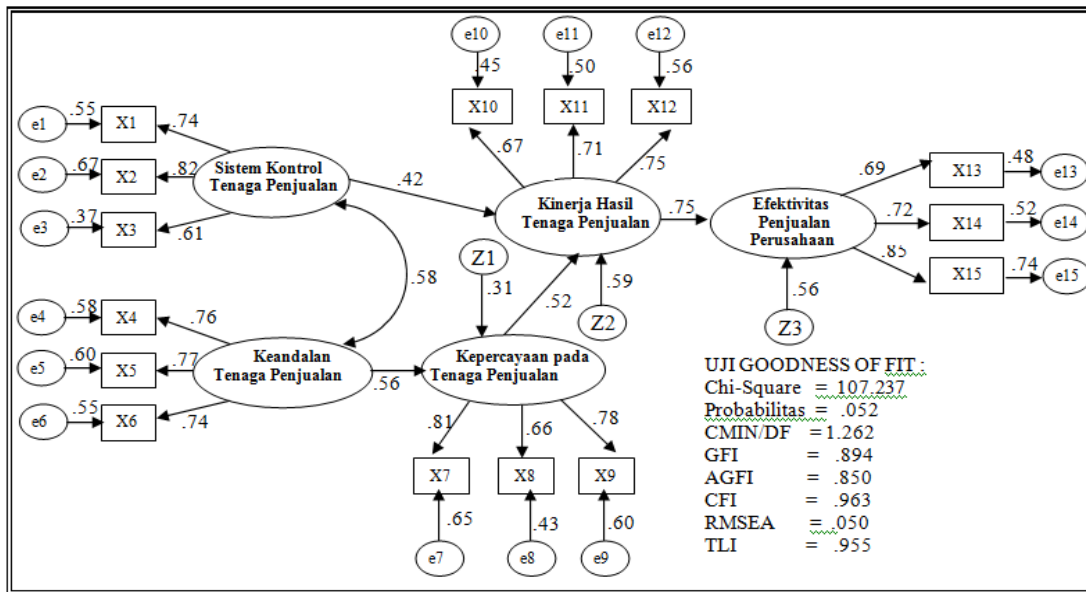 e10
e11
e12
.45
.50
.56
X10
X11
X12
.67
.71
.75
e1
.55
X1
.74
e2
.67
X2
.82
e3
.37
X3
.61
Sistem Kontrol
Tenaga Penjualan
.42
Kinerja Hasil
Tenaga Penjualan
.75
Efektivitas
Penjualan
Perusahaan
.69
X13
.48
e13
.72
X14
.52
e14
.85
X15
.74
e15
.58
Z1
.31
.52
.59
Z2
.56
Z3
e4
.58
X4
.76
e5
.60
X5
.77
e6
.55
X6
.74
Keandalan
Tenaga Penjualan
.56
Kepercayaan pada
Tenaga Penjualan
.81
.66
.78
X7
X8
X9
.65
.43
.60
e7
e8
e9
UJI GOODNESS OF FIT :
Chi-Square = 107.237
Probabilitas = .052
CMIN/DF = 1.262
GFI = .894
AGFI = .850
CFI = .963
RMSEA = .050
TLI = .955